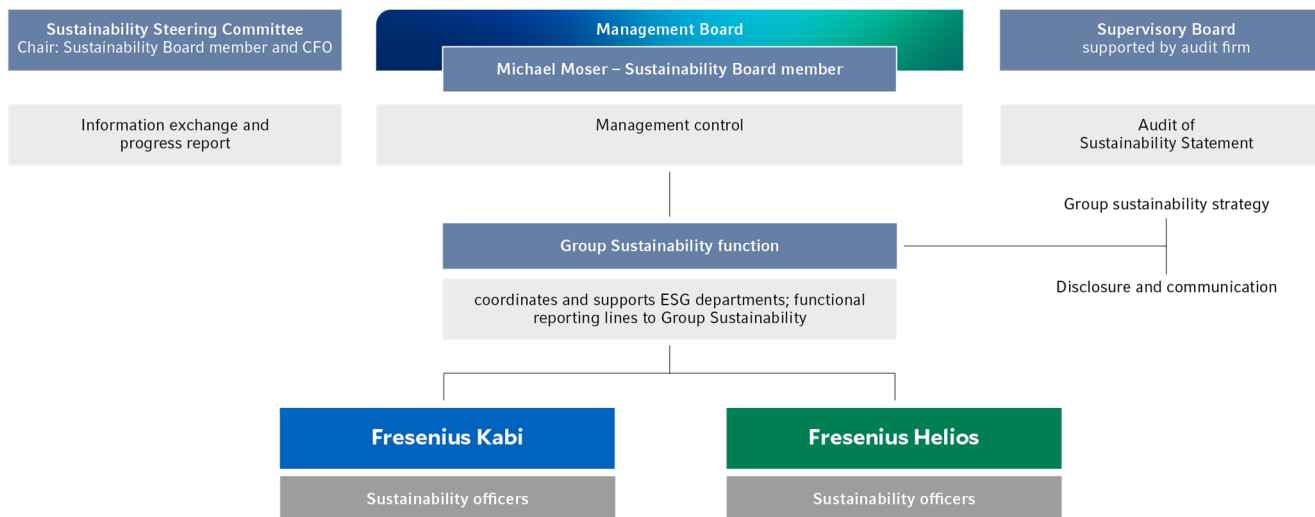 Sustainability Steering Committee
Chair: Sustainability Board member and CFO
Information exchange and
progress report
Management Board
Michael Moser – Sustainability Board member
Management control
Supervisory Board
supported by audit firm
Audit of
Sustainability Statement
Group sustainability strategy
Group Sustainability function
Disclosure and communication
coordinates and supports ESG departments; functional
reporting lines to Group Sustainability
Fresenius Kabi
Sustainability officers
Fresenius Helios
Sustainability officers